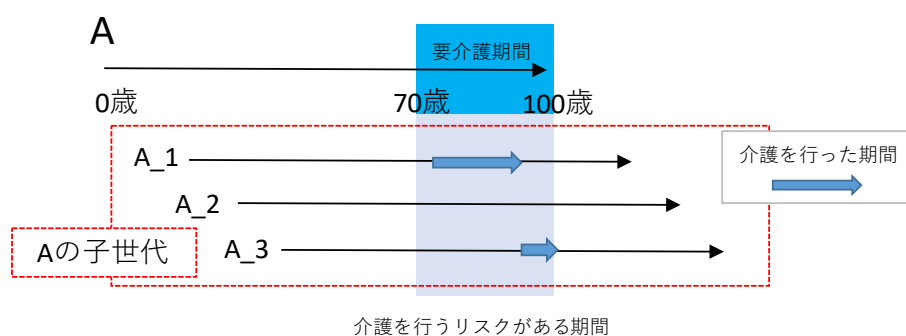 A
要介護期間
0歳
70歳
100歳
A_1
介護を行った期間
A_2
Aの子世代
A_3
介護を行うリスクがある期間